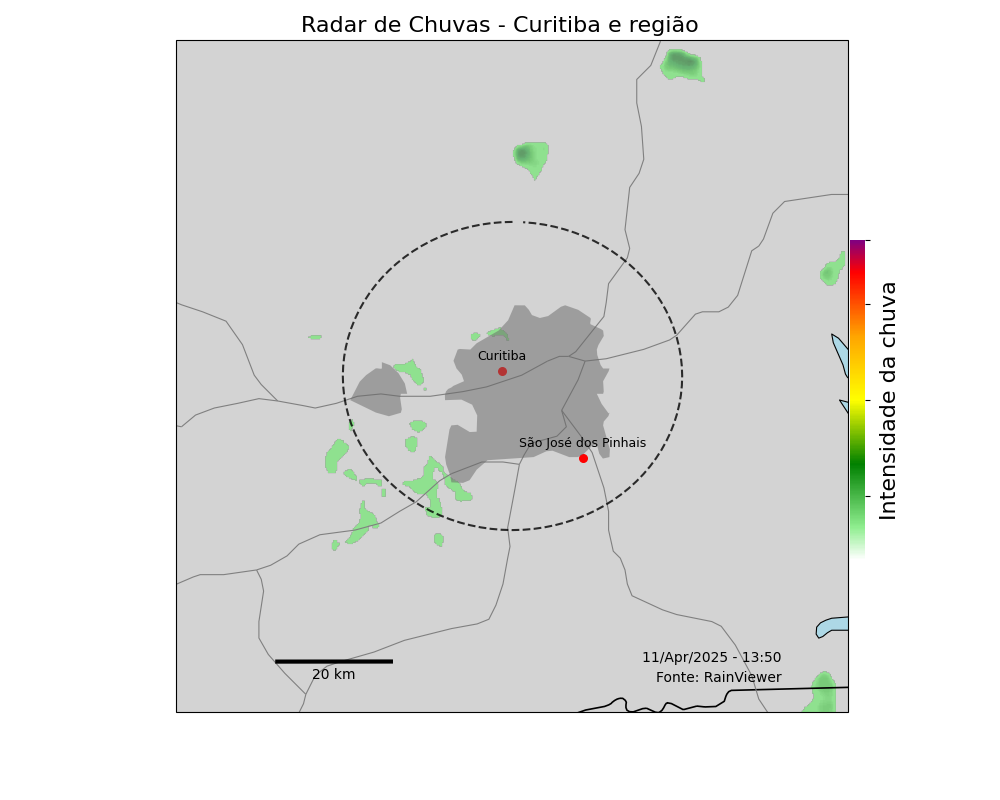 Radar de Chuvas - Curitiba e região
Curitiba
São José dos Pinhais
Intensidade da chuva
11/Apr/2025 - 13:50
Fonte: RainViewer
20 km